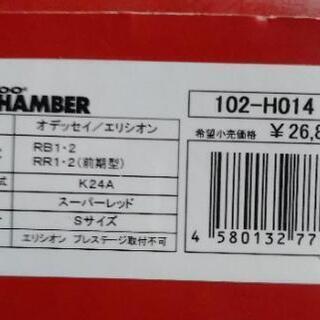 HAMBER
102-H014
オデッセイ/エリシオン
希望小売価格 ¥26,8
RB1・2
RR1・2(前期型)
式 K24A
スーパーレッド
Sサイズ
エリシオン プレステージ取付不可
4 580132 77